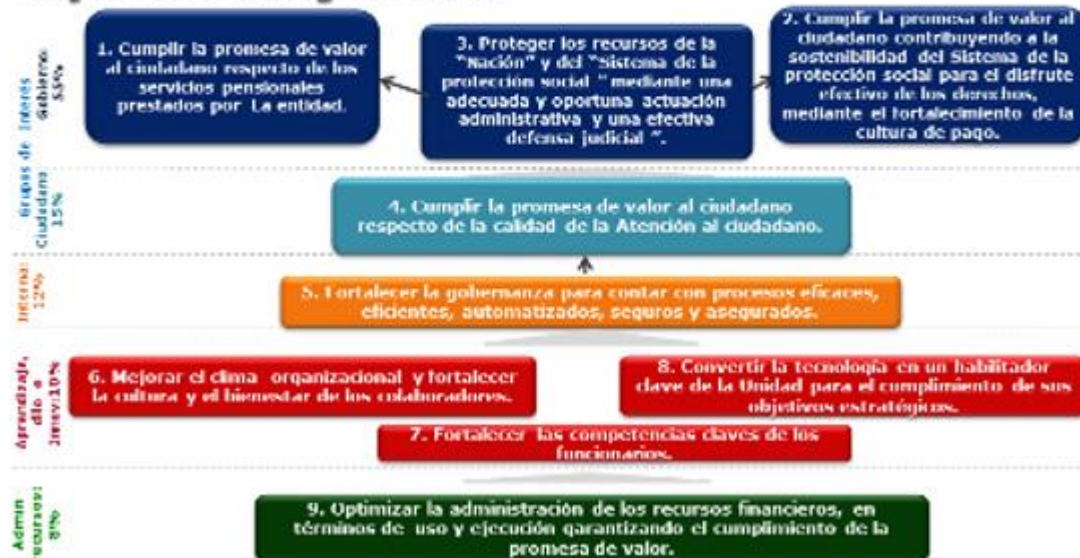 1. Cumplir la promesa de valor
al ciudadano respecto de los
servicios pensionales
prestados por La entidad.
3. Proteger los recursos de la
"Nación" y del "Sistema de la
protección social " mediante una
adecuada y oportuna actuación
administrativa y una efectiva
defensa judicial ".
2. Cumplir la promesa de valor al
ciudadano contribuyendo a la
sostenibilidad del Sistema de la
protección social para el disfrute
efectivo de los derechos,
mediante el fortalecimiento de la
cultura de pago.
Grupos de Interés
Gobierno:
55%
Ciudadano
15%
4. Cumplir la promesa de valor al ciudadano
respecto de la calidad de la Atención al ciudadano.
Interna:
12%
5. Fortalecer la gobernanza para contar con procesos eficaces,
eficientes, automatizados, seguros y asegurados.
Aprendizaje,
Innov:10%
6. Mejorar el clima organizacional y fortalecer
la cultura y el bienestar de los colaboradores.
8. Convertir la tecnología en un habilitador
clave de la Unidad para el cumplimiento de sus
objetivos estratégicos.
7. Fortalecer las competencias claves de los
funcionarios.
Admin
recursos:
8%
9. Optimizar la administración de los recursos financieros, en
términos de uso y ejecución garantizando el cumplimiento de la
promesa de valor.